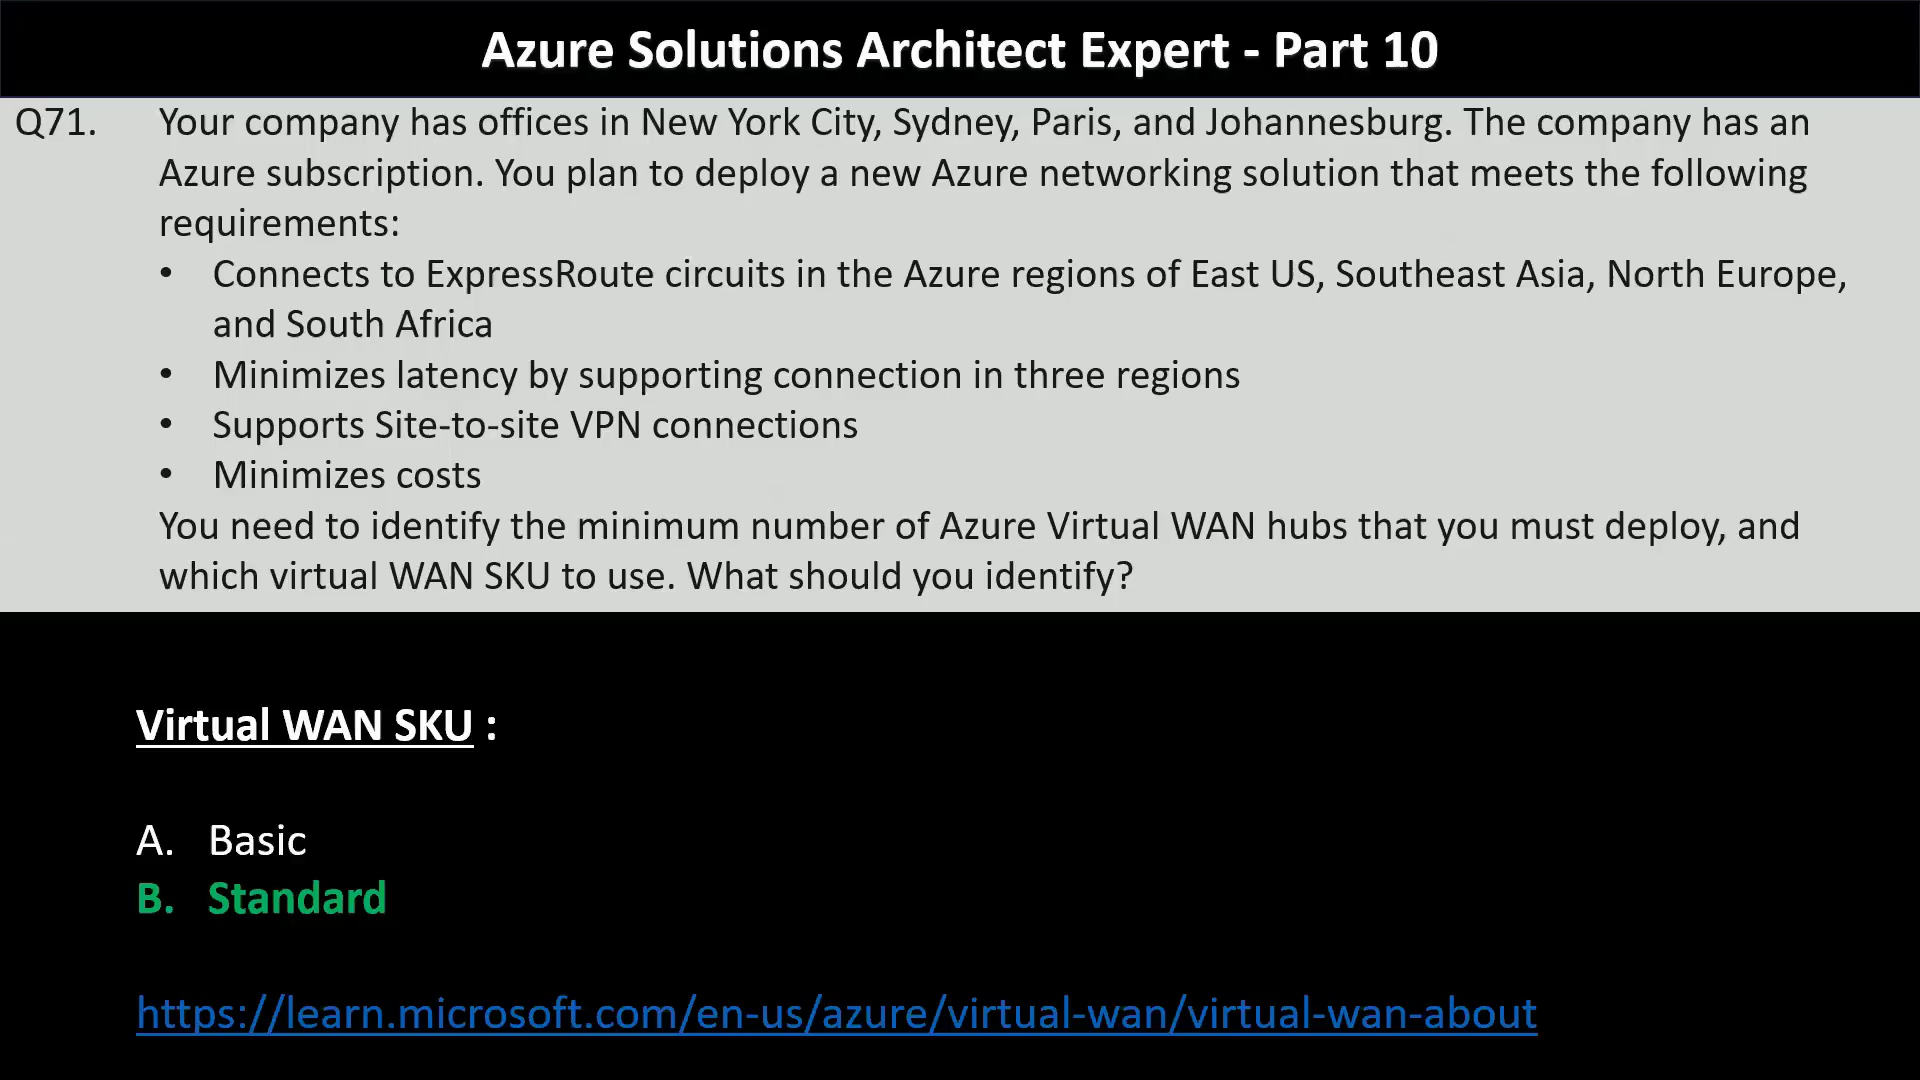 Azure Solutions Architect Expert - Part 10
Q71. Your company has offices in New York City, Sydney, Paris, and Johannesburg. The company has an
Azure subscription. You plan to deploy a new Azure networking solution that meets the following
requirements:
• Connects to ExpressRoute circuits in the Azure regions of East US, Southeast Asia, North Europe,
and South Africa
• Minimizes latency by supporting connection in three regions
• Supports Site-to-site VPN connections
• Minimizes costs
You need to identify the minimum number of Azure Virtual WAN hubs that you must deploy, and
which virtual WAN SKU to use. What should you identify?
Virtual WAN SKU :
A. Basic
B. Standard
https://learn.microsoft.com/en-us/azure/virtual-wan/virtual-wan-about